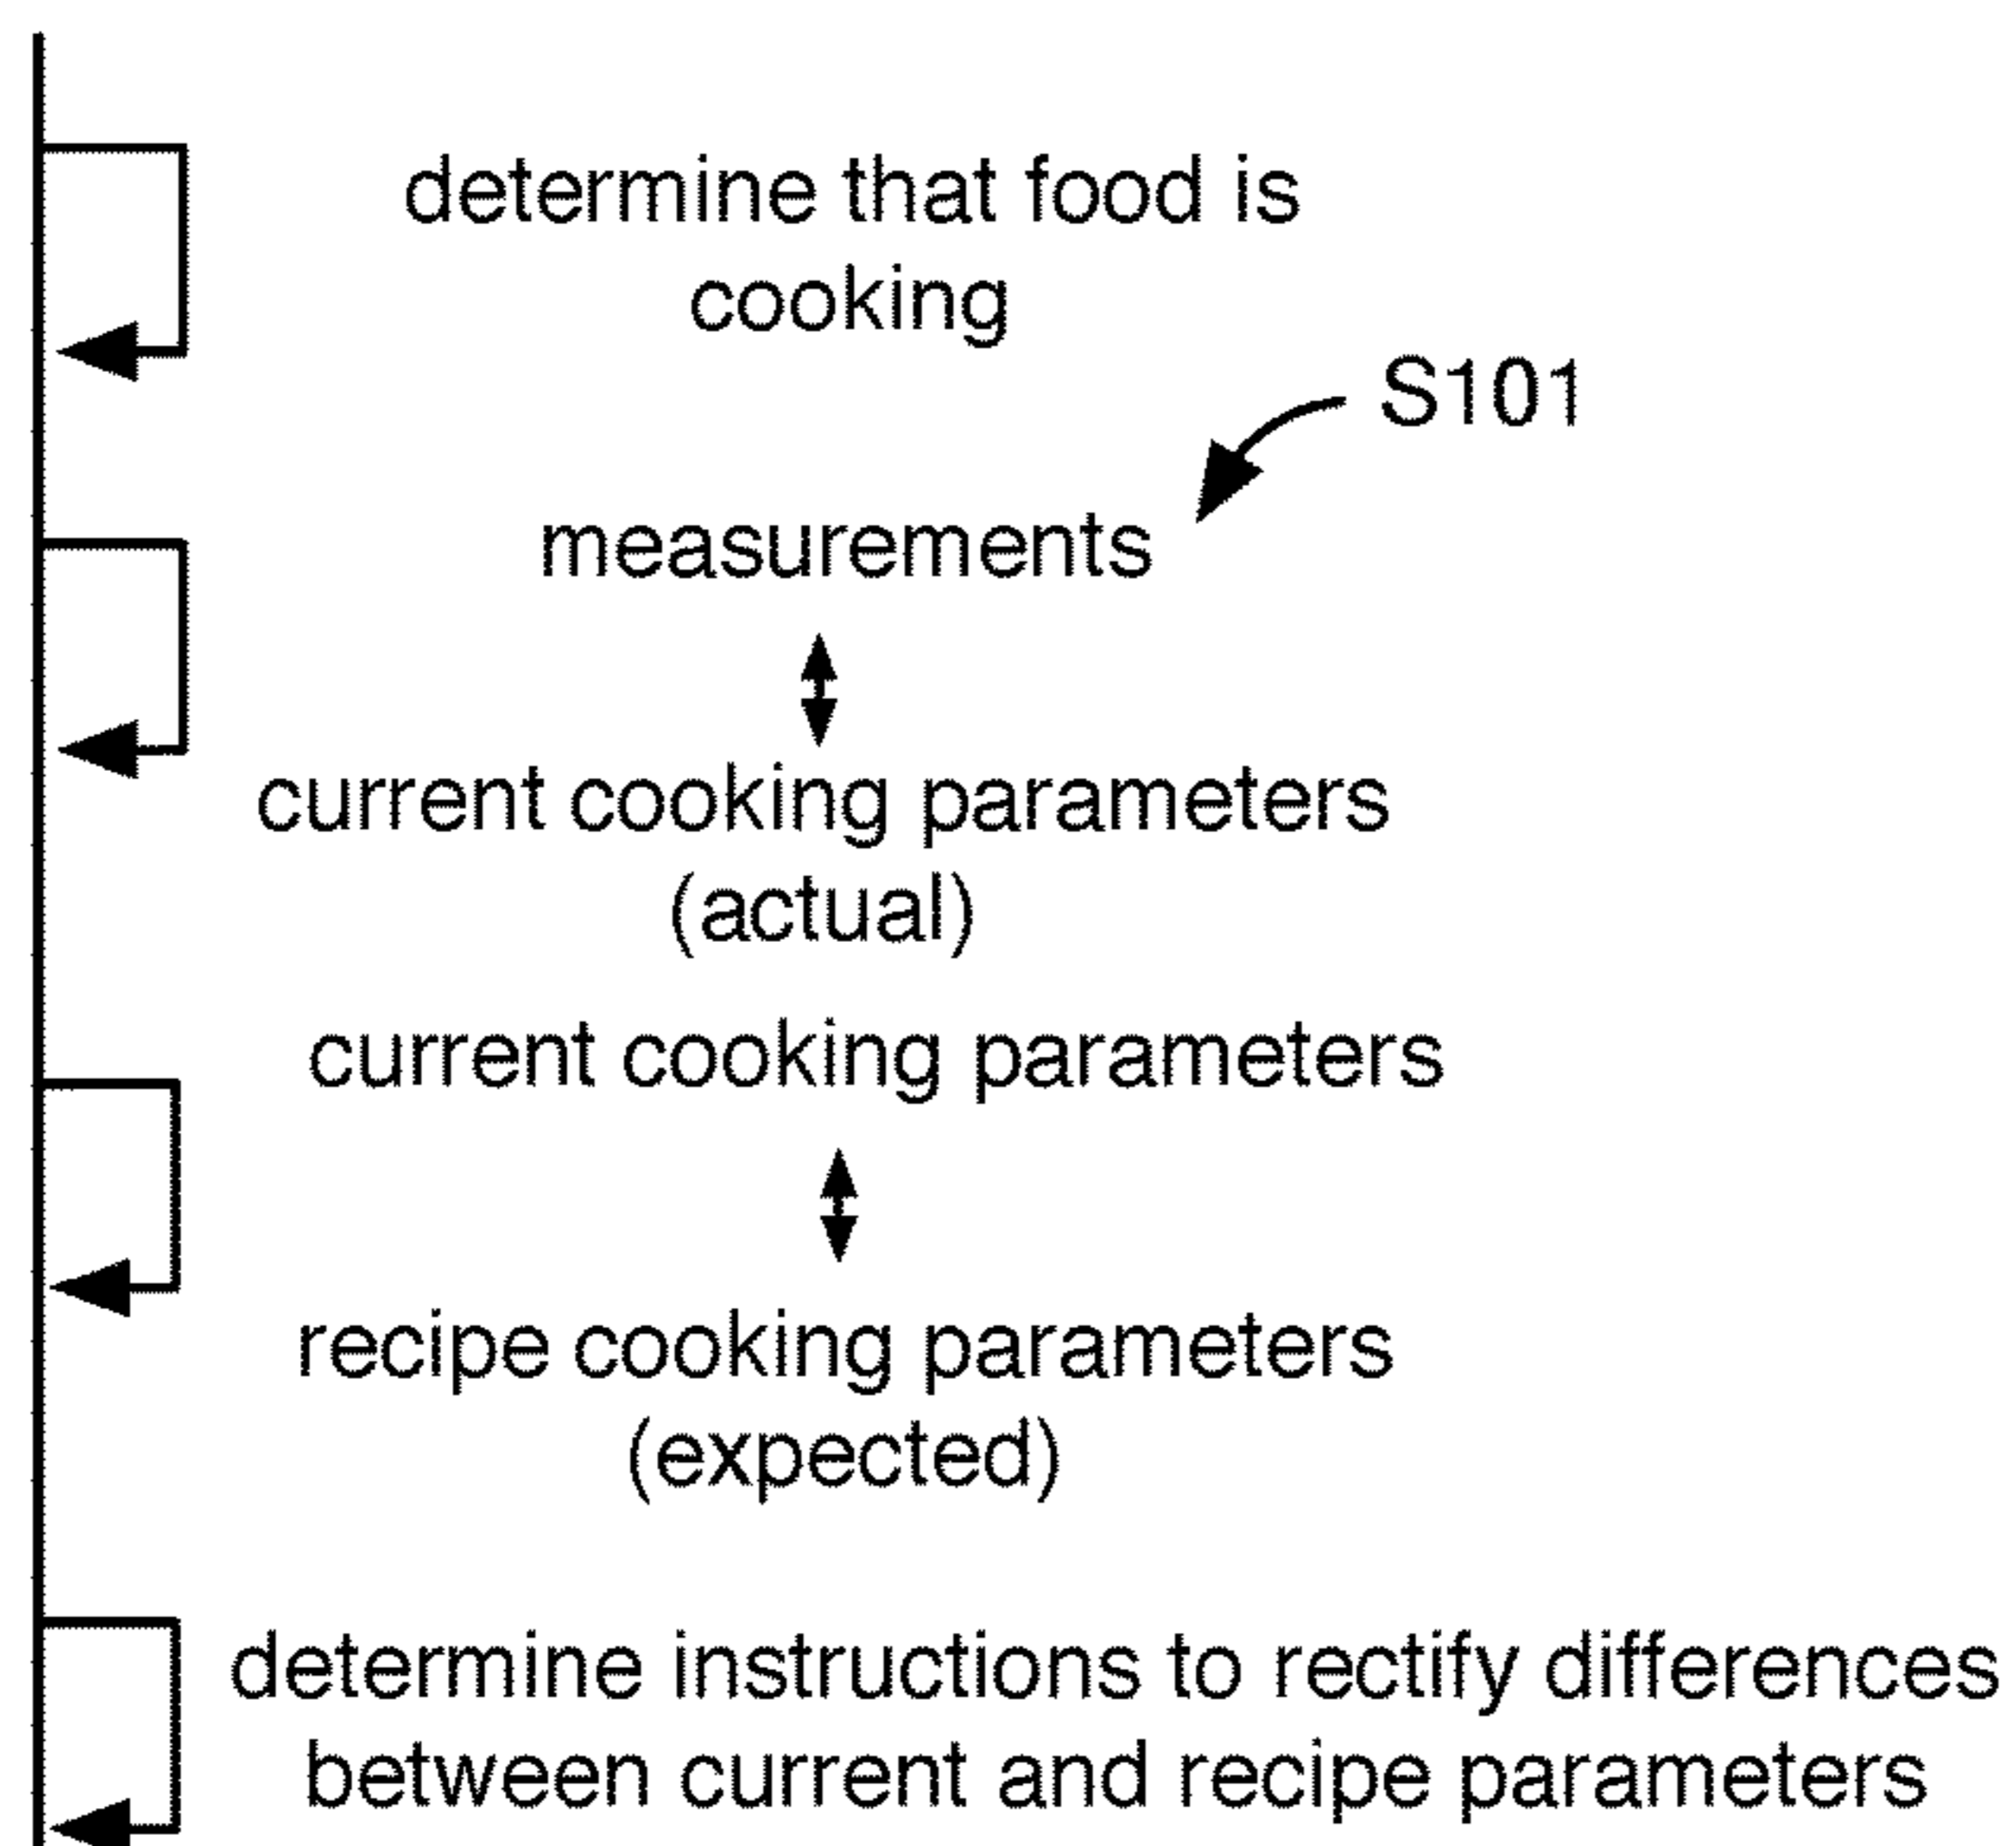 determine that food is
cooking
S101
measurements
current cooking parameters
(actual)
current cooking parameters
recipe cooking parameters
(expected)
determine instructions to rectify differences
between current and recipe parameters